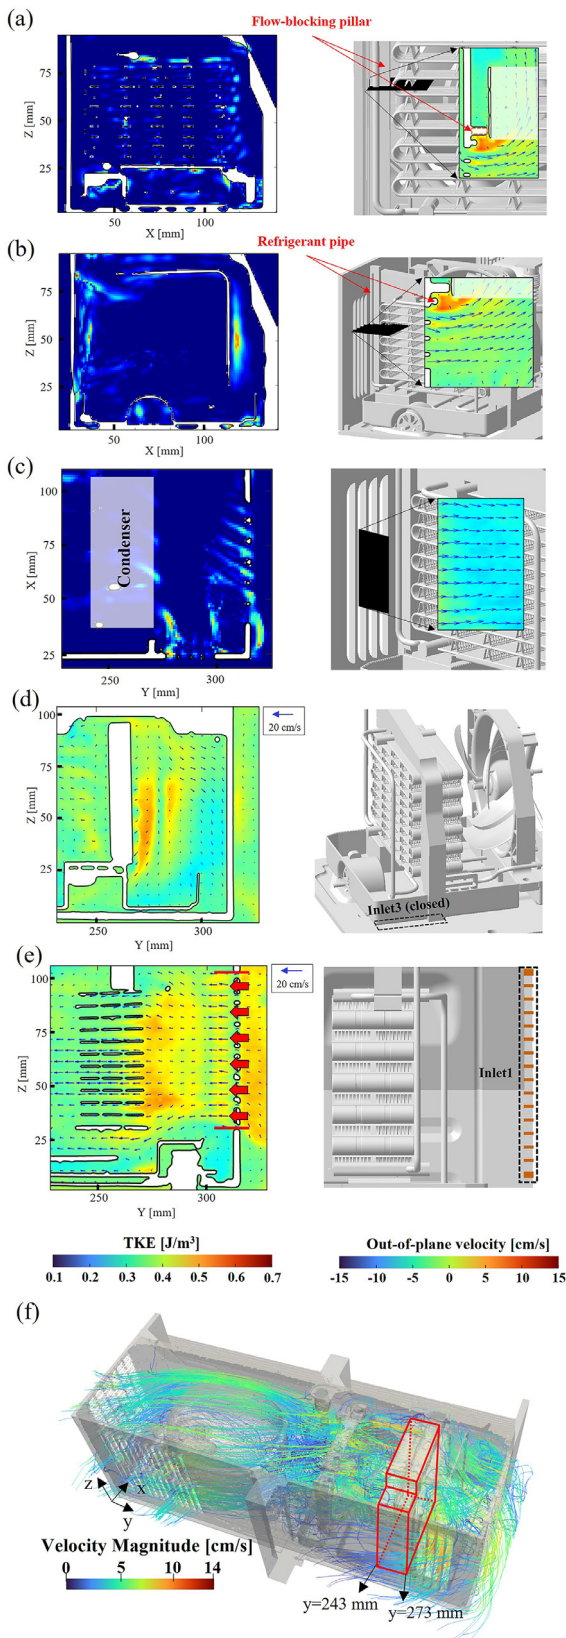 (a)
Flow-blocking pillar
Z [mm]
75
50
25
50
100
X [mm]
(b)
Refrigerant pipe
Z [mm]
75
50
25
50
100
X [mm]
(c)
X [mm]
100
75
50
25
Condenser
250
300
Y [mm]
(d)
Z [mm]
100
75
50
25
20 cm/s
250
300
Y [mm]
Inlet3 (closed)
(e)
Z [mm]
100
75
50
25
20 cm/s
250
300
Y [mm]
Inlet1
TKE [J/m³]
0.1 0.2 0.3 0.4 0.5 0.6 0.7
Out-of-plane velocity [cm/s]
-15 -10 -5 0 5 10 15
(f)
z
x
y
Velocity Magnitude [cm/s]
0 5 10 14
y=243 mm
y=273 mm